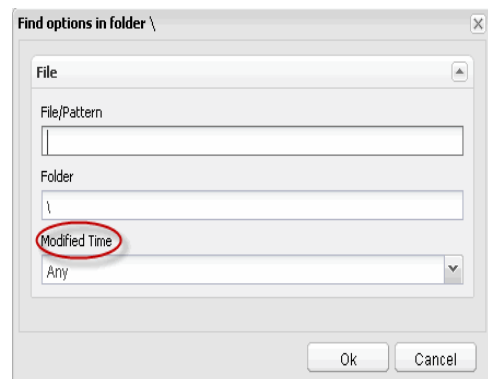 Find options in folder \
File
File/Pattern
Folder
\
Modified Time
Any
Ok Cancel